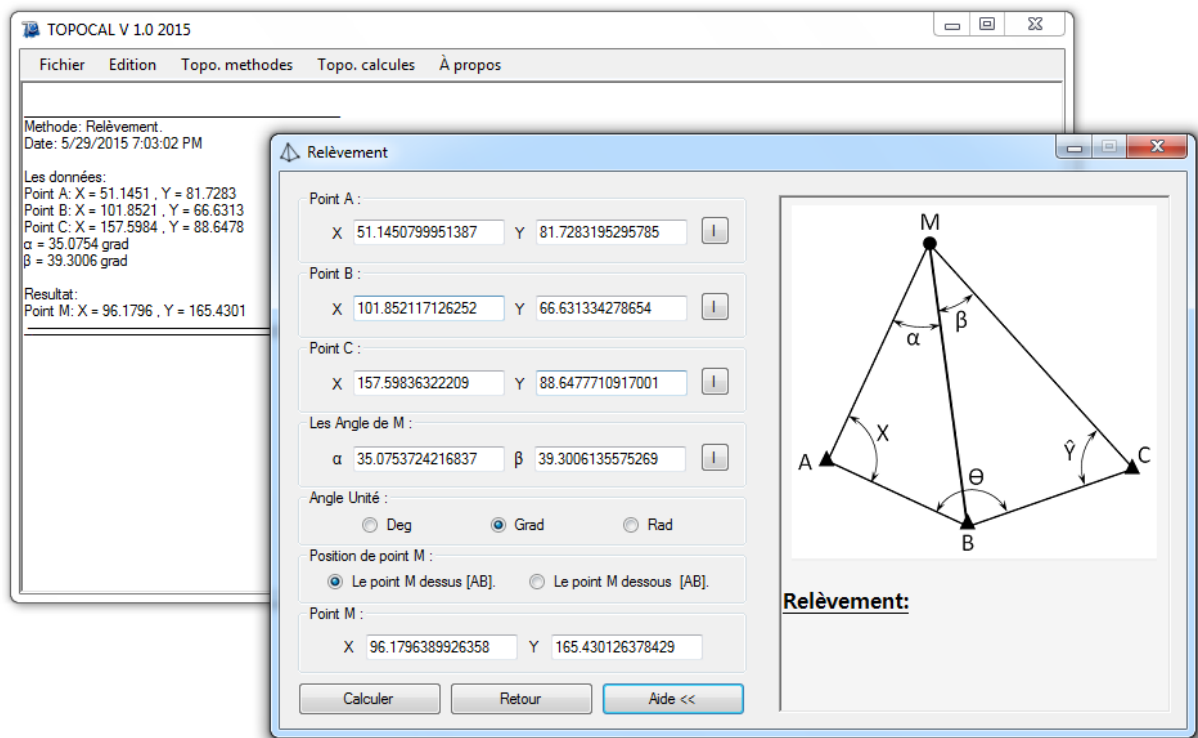 TOPOCAL V 1.0 2015
Fichier Edition Topo. methodes Topo. calcules À propos
Methode: Relèvement.
Date: 5/29/2015 7:03:02 PM
Les données:
Point A: X = 51.1451 , Y = 81.7283
Point B: X = 101.8521 , Y = 66.6313
Point C: X = 157.5984 , Y = 88.6478
α = 35.0754 grad
β = 39.3006 grad
Resultat:
Point M: X = 96.1796 , Y = 165.4301
Relèvement
Point A :
X 51.1450799951387 Y 81.7283195295785 I
Point B :
X 101.852117126252 Y 66.631334278654 I
Point C :
X 157.59836322209 Y 88.6477710917001 I
Les Angle de M :
α 35.0753724216837 β 39.3006135575269 I
Angle Unité :
Deg Grad Rad
Position de point M :
Le point M dessus [AB]. Le point M dessous [AB].
Point M :
X 96.1796389926358 Y 165.430126378429
Calculer Retour Aide <<
M
α β
X Ŷ
A C
Θ
B
Relèvement: